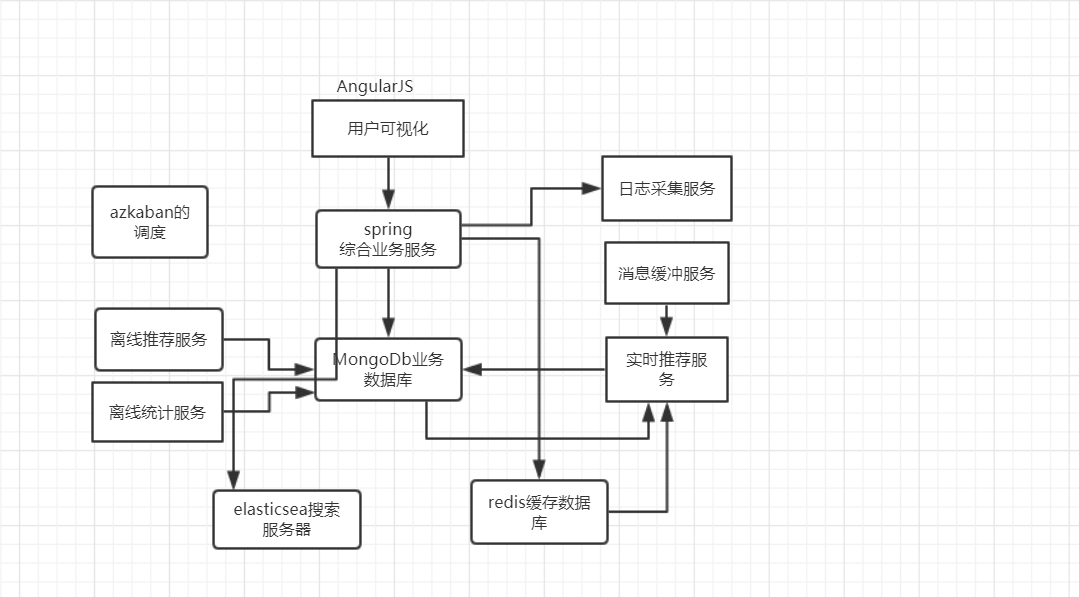 AngularJS
用户可视化
日志采集服务
azkaban的
调度
spring
综合业务服务
消息缓冲服务
离线推荐服务
MongoDb业务
数据库
实时推荐服
务
离线统计服务
elasticsea搜索
服务器
redis缓存数据
库